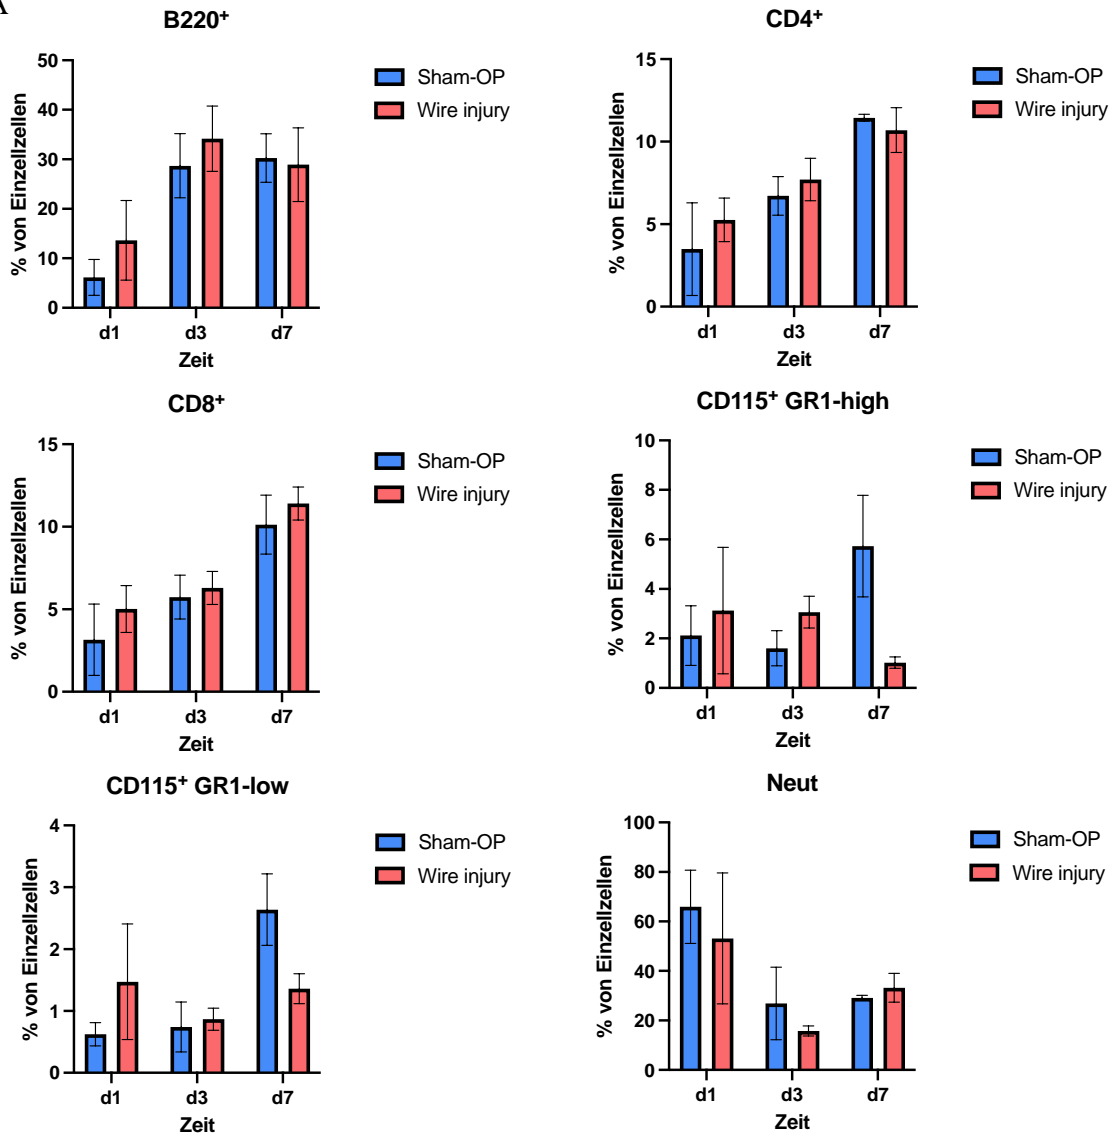 A
B220⁺
50
40
30
20
10
0
% von Einzellzellen
d1 d3 d7
Zeit
Sham-OP
Wire injury
CD4⁺
15
10
5
0
% von Einzellzellen
d1 d3 d7
Zeit
Sham-OP
Wire injury
CD8⁺
15
10
5
0
% von Einzellzellen
d1 d3 d7
Zeit
Sham-OP
Wire injury
CD115⁺ GR1-high
10
8
6
4
2
0
% von Einzellzellen
d1 d3 d7
Zeit
Sham-OP
Wire injury
CD115⁺ GR1-low
4
3
2
1
0
% von Einzellzellen
d1 d3 d7
Zeit
Sham-OP
Wire injury
Neut
100
80
60
40
20
0
% von Einzellzellen
d1 d3 d7
Zeit
Sham-OP
Wire injury